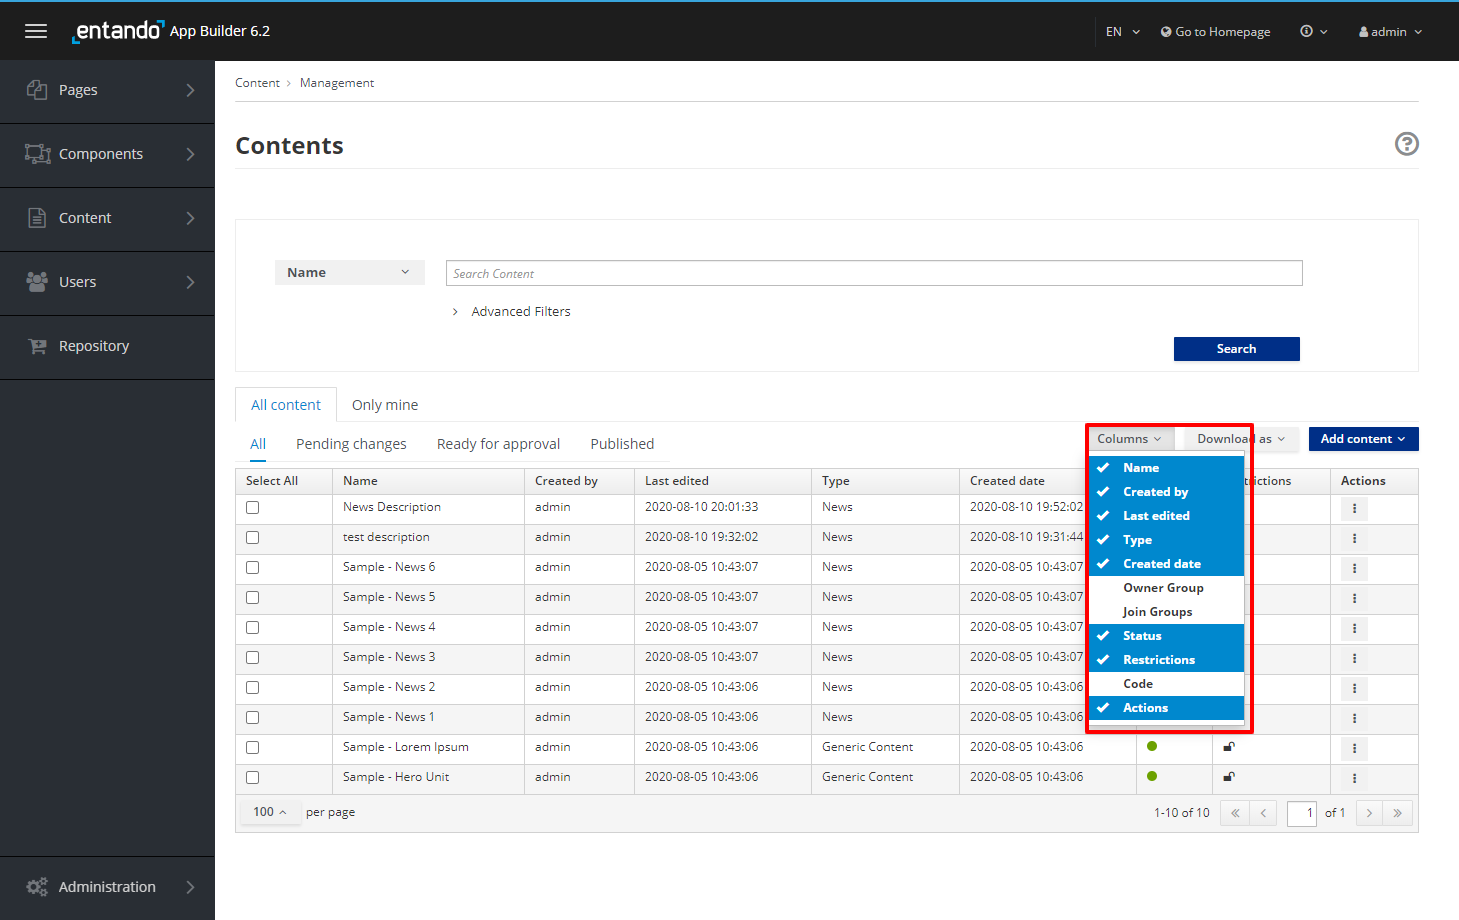 entando App Builder 6.2
EN
Go to Homepage
admin
Pages
Components
Content
Users
Repository
Administration
Content > Management
Contents
Name
Search Content
Advanced Filters
Search
All content Only mine
All Pending changes Ready for approval Published
Columns Download as Add content
Name
Created by
Last edited
Type
Created date
Owner Group
Join Groups
Status
Restrictions
Code
Actions
Select All Name Created by Last edited Type Created date Actions
News Description admin 2020-08-10 20:01:33 News 2020-08-10 19:52:02
test description admin 2020-08-10 19:32:02 News 2020-08-10 19:31:44
Sample - News 6 admin 2020-08-05 10:43:07 News 2020-08-05 10:43:07
Sample - News 5 admin 2020-08-05 10:43:07 News 2020-08-05 10:43:07
Sample - News 4 admin 2020-08-05 10:43:07 News 2020-08-05 10:43:07
Sample - News 3 admin 2020-08-05 10:43:07 News 2020-08-05 10:43:07
Sample - News 2 admin 2020-08-05 10:43:06 News 2020-08-05 10:43:06
Sample - News 1 admin 2020-08-05 10:43:06 News 2020-08-05 10:43:06
Sample - Lorem Ipsum admin 2020-08-05 10:43:06 Generic Content 2020-08-05 10:43:06
Sample - Hero Unit admin 2020-08-05 10:43:06 Generic Content 2020-08-05 10:43:06
100 per page 1-10 of 10 « < 1 of 1 > »